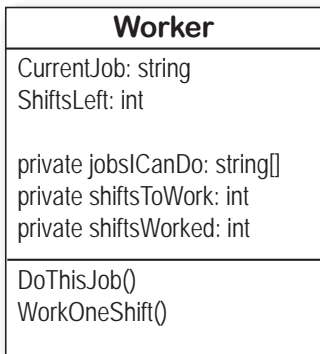 Worker
CurrentJob: string
ShiftsLeft: int
private jobsICanDo: string[]
private shiftsToWork: int
private shiftsWorked: int
DoThisJob()
WorkOneShift()